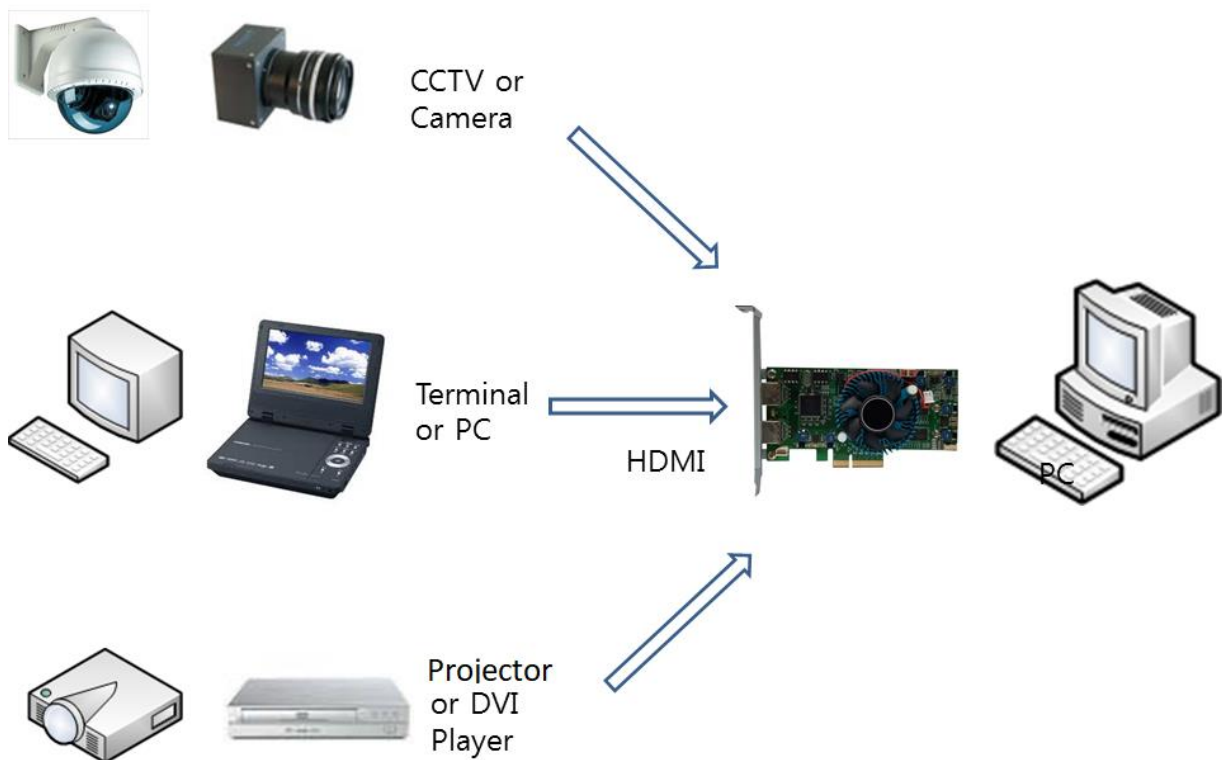 CCTV or
Camera
Terminal
or PC
HDMI
PC
Projector
or DVI
Player